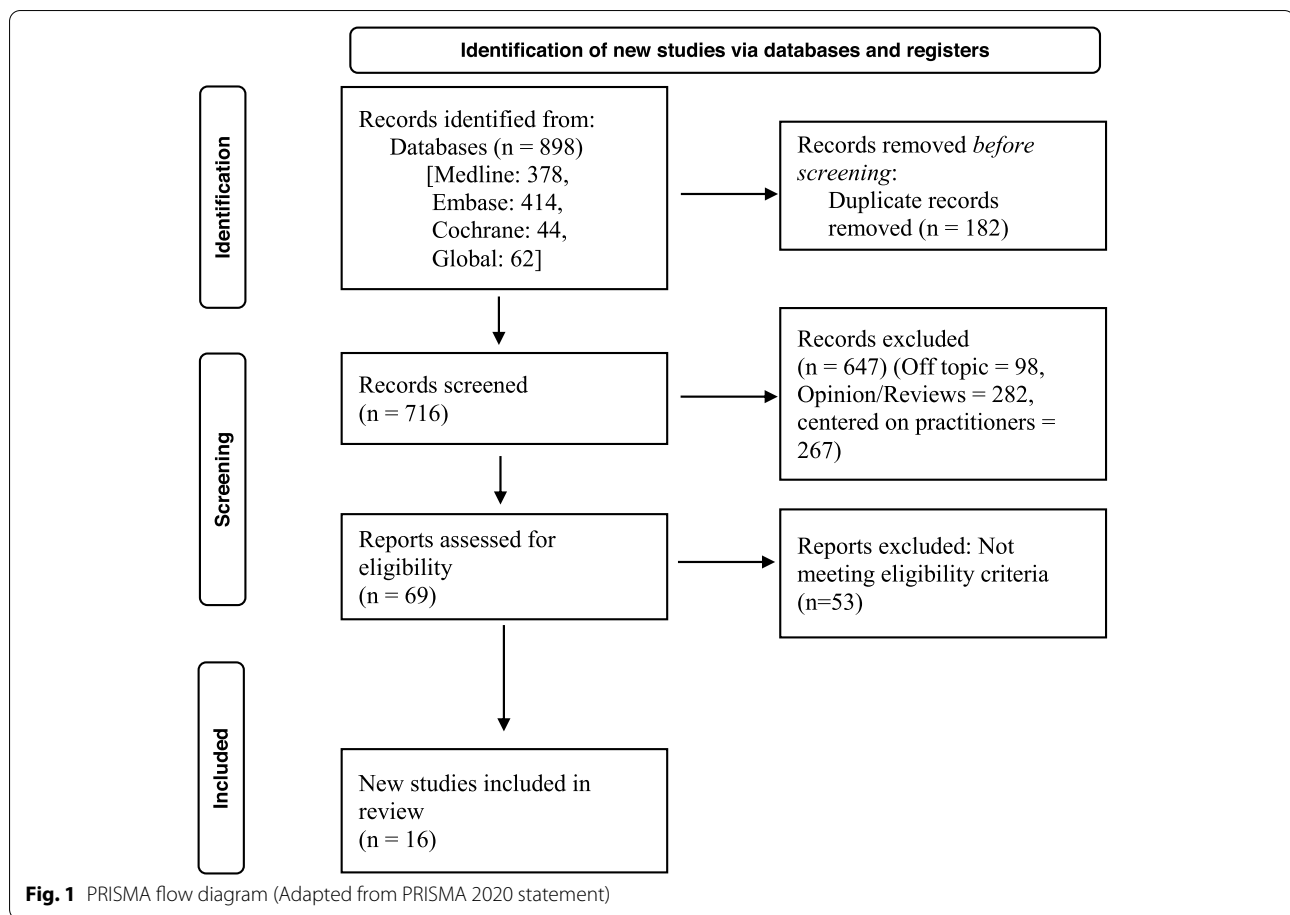 Identification of new studies via databases and registers
Identification
Records identified from:
Databases (n = 898)
[Medline: 378,
Embase: 414,
Cochrane: 44,
Global: 62]
Records removed before
screening:
Duplicate records
removed (n = 182)
Screening
Records screened
(n = 716)
Records excluded
(n = 647) (Off topic = 98,
Opinion/Reviews = 282,
centered on practitioners =
267)
Reports assessed for
eligibility
(n = 69)
Reports excluded: Not
meeting eligibility criteria
(n=53)
Included
New studies included in
review
(n = 16)
Fig. 1 PRISMA flow diagram (Adapted from PRISMA 2020 statement)